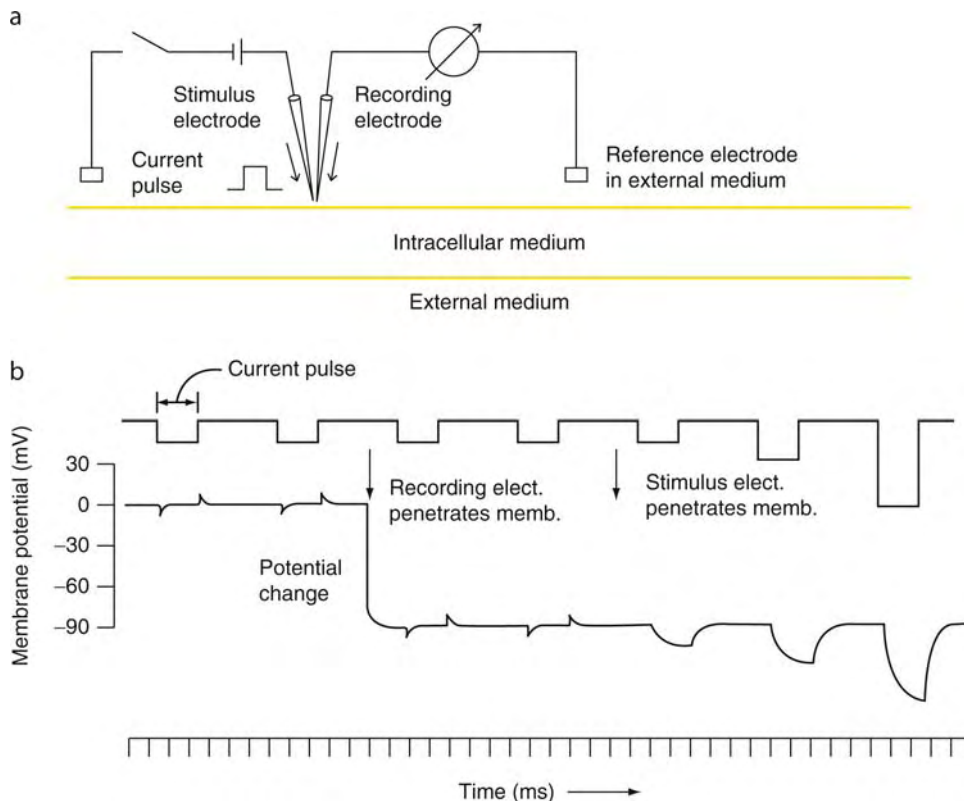 a
Stimulus
electrode
Recording
electrode
Current
pulse
Reference electrode
in external medium
Intracellular medium
External medium
b
Current pulse
Membrane potential (mV)
30
0
–30
–60
–90
Recording elect.
penetrates memb.
Stimulus elect.
penetrates memb.
Potential
change
Time (ms)